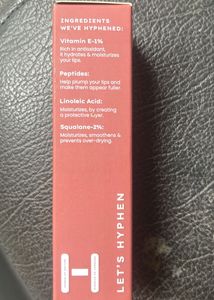 INGREDIENTS
WE'VE HYPHENED:
Vitamin E-1%
Rich in antioxidant,
it hydrates & moisturizes
your lips.
Peptides:
Help plump your lips and
make them appear fuller.
Linoleic Acid:
Moisturizes, by creating
a protective layer.
Squalane-2%:
Moisturizes, smoothens &
prevents over-drying.
LET'S HYPHEN